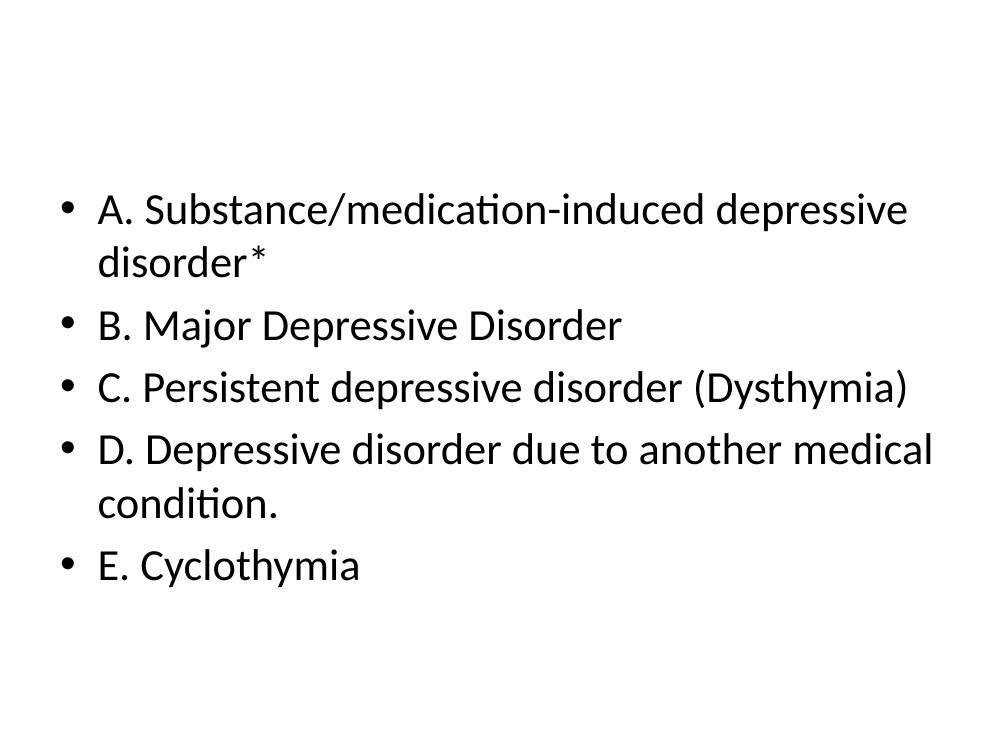 • A. Substance/medication-induced depressive
disorder*
• B. Major Depressive Disorder
• C. Persistent depressive disorder (Dysthymia)
• D. Depressive disorder due to another medical
condition.
• E. Cyclothymia